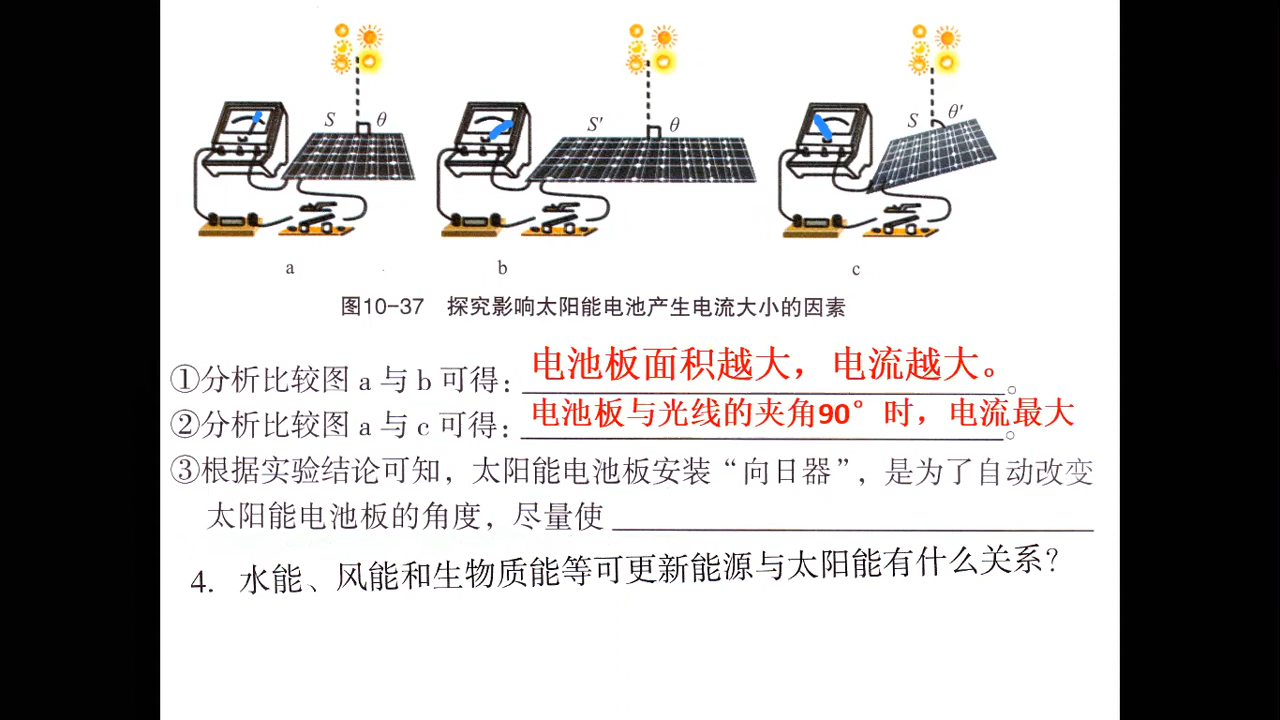 S θ
S′ θ
S θ′
a
b
c
图10-37 探究影响太阳能电池产生电流大小的因素
①分析比较图 a 与 b 可得：电池板面积越大，电流越大。。
②分析比较图 a 与 c 可得：电池板与光线的夹角90°时，电流最大。
③根据实验结论可知，太阳能电池板安装“向日器”，是为了自动改变
太阳能电池板的角度，尽量使
4. 水能、风能和生物质能等可更新能源与太阳能有什么关系？